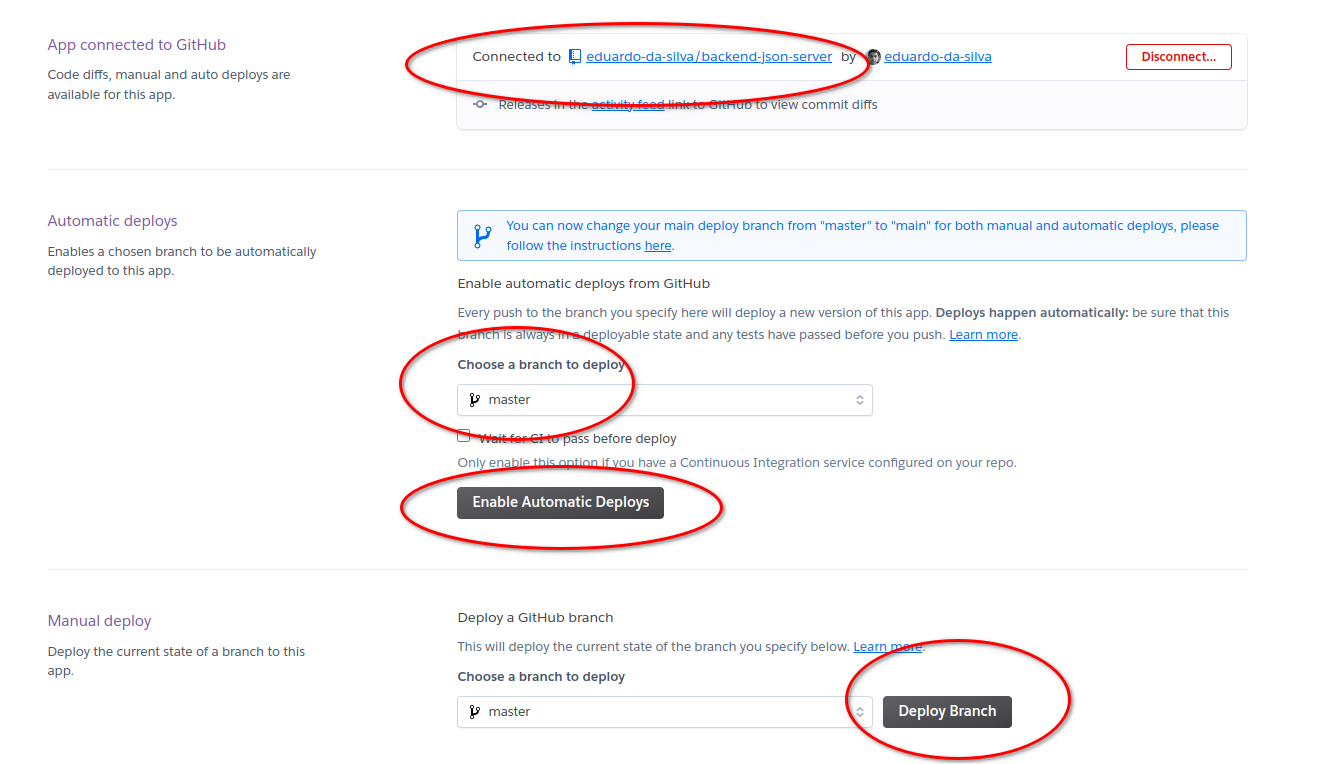 App connected to GitHub
Code diffs, manual and auto deploys are
available for this app.
Connected to eduardo-da-silva/backend-json-server by eduardo-da-silva
Disconnect...
Releases in the activity feed link to GitHub to view commit diffs
Automatic deploys
Enables a chosen branch to be automatically
deployed to this app.
You can now change your main deploy branch from "master" to "main" for both manual and automatic deploys, please
follow the instructions here.
Enable automatic deploys from GitHub
Every push to the branch you specify here will deploy a new version of this app. Deploys happen automatically: be sure that this
branch is always in a deployable state and any tests have passed before you push. Learn more.
Choose a branch to deploy
master
Wait for CI to pass before deploy
Only enable this option if you have a Continuous Integration service configured on your repo.
Enable Automatic Deploys
Manual deploy
Deploy the current state of a branch to this
app.
Deploy a GitHub branch
This will deploy the current state of the branch you specify below. Learn more.
Choose a branch to deploy
master
Deploy Branch